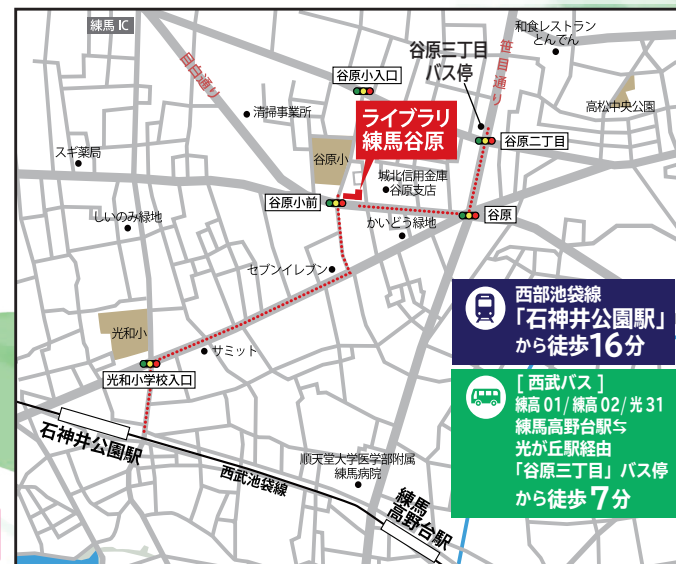 練馬 IC
目白通り
谷原三丁目
バス停
笹目通り
和食レストラン
とんでん
谷原小入口
清掃事業所
ライブラリ
練馬谷原
高松中央公園
谷原二丁目
スギ薬局
谷原小
城北信用金庫
谷原支店
谷原小前
谷原
しいのみ緑地
かいどう緑地
セブンイレブン
光和小
サミット
光和小学校入口
石神井公園駅
西武池袋線
順天堂大学医学部附属
練馬病院
練馬
高野台駅
西部池袋線
「石神井公園駅」
から徒歩16分
[ 西武バス ]
練高 01/ 練高 02/ 光 31
練馬高野台駅⇆
光が丘駅経由
「谷原三丁目」バス停
から徒歩 7分